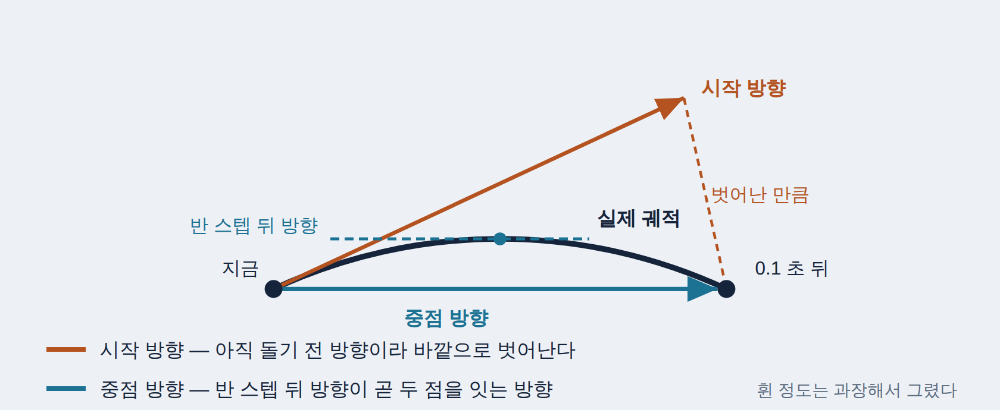 시작 방향
벗어난 만큼
실제 궤적
반 스텝 뒤 방향
지금
0.1 초 뒤
중점 방향
시작 방향 — 아직 돌기 전 방향이라 바깥으로 벗어난다
중점 방향 — 반 스텝 뒤 방향이 곧 두 점을 잇는 방향
휜 정도는 과장해서 그렸다